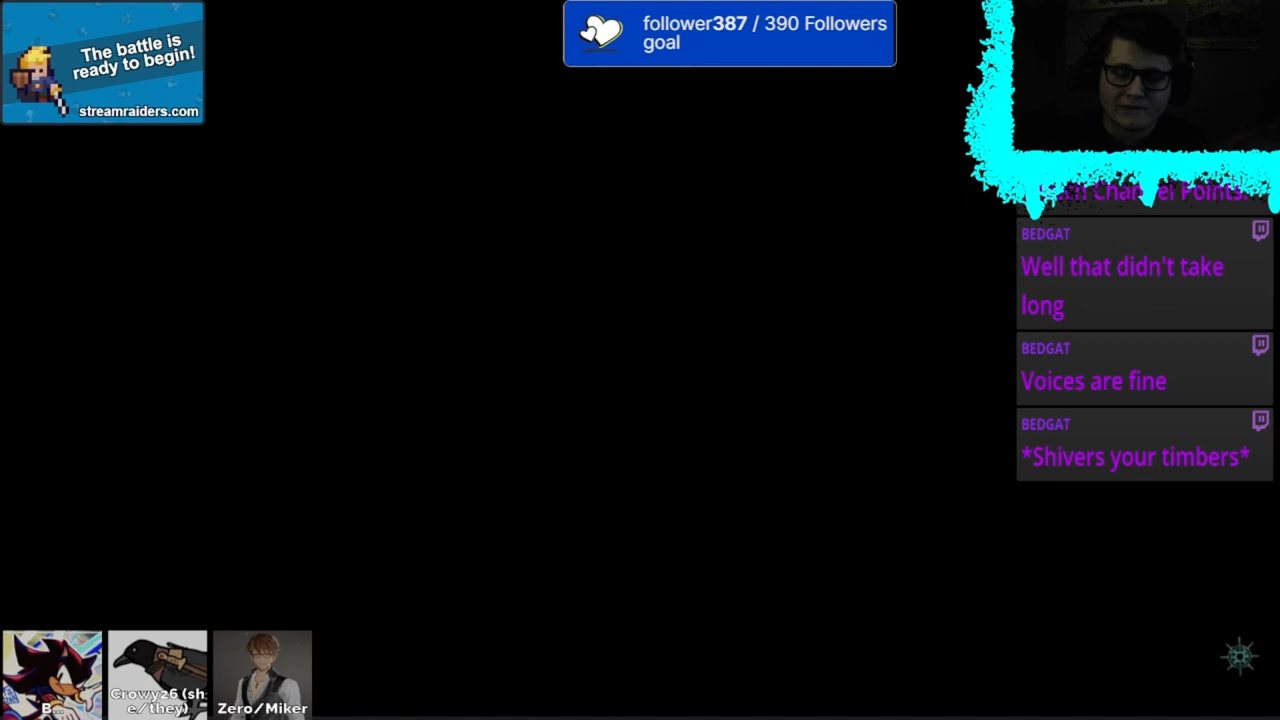 The battle is
ready to begin!
streamraiders.com
follower387 / 390 Followers
goal
Points!
BEDGAT
Well that didn't take
long
BEDGAT
Voices are fine
BEDGAT
*Shivers your timbers*
B...
Crowy26 (sh
e/they)
Zero/Miker